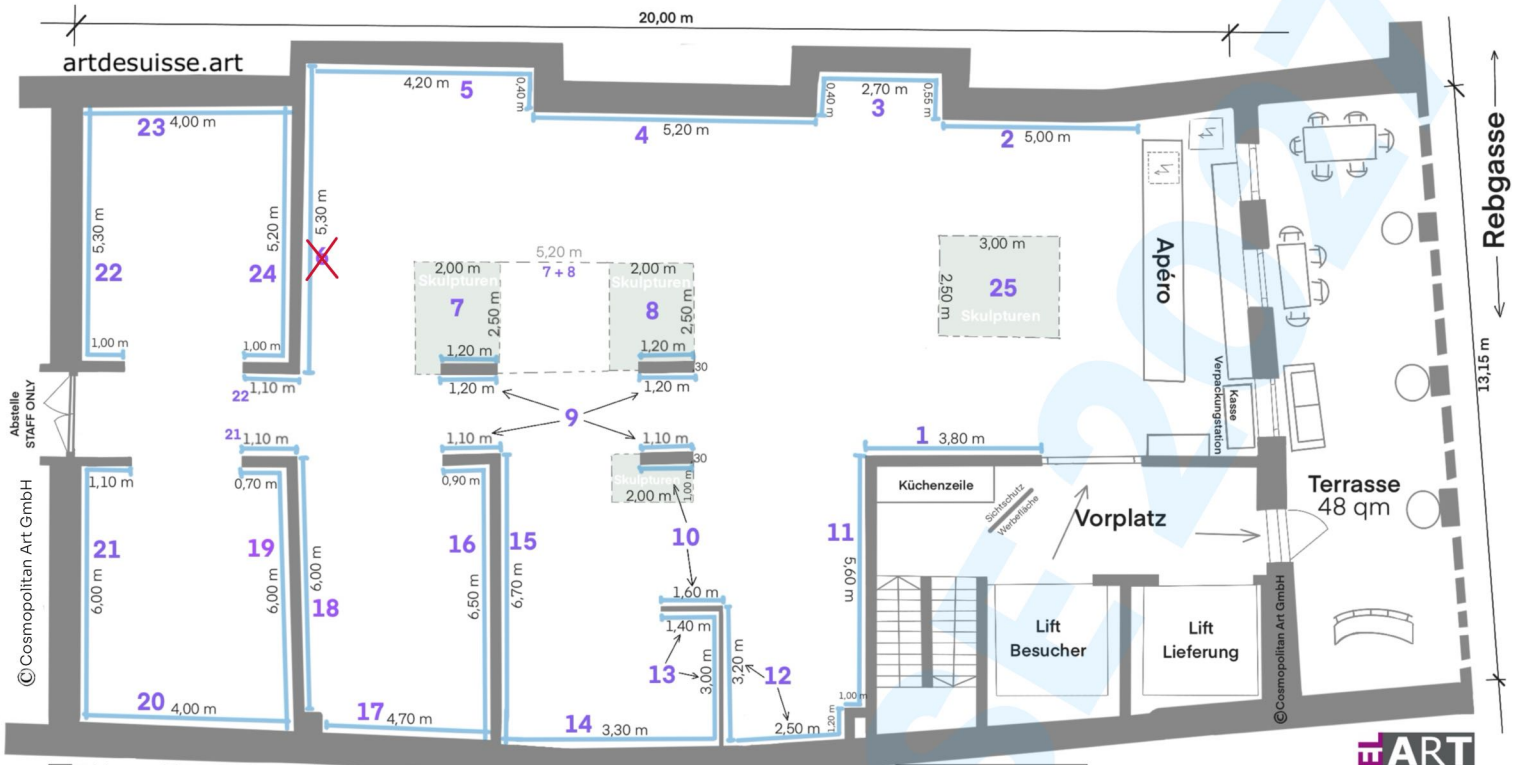 20,00 m
artdesuisse.art
4,20 m
5
0,40 m
0,40 m
2,70 m
3
0,55 m
23 4,00 m
4 5,20 m
2 5,00 m
Rebgasse
5,30 m
22
5,20 m
24
5,30 m
6
5,20 m
7 + 8
2,00 m
Skulpturen
7
2,50 m
1,20 m
1,20 m
2,00 m
Skulpturen
8
2,50 m
1,20 m
,30
1,20 m
3,00 m
2,50 m
25
Skulpturen
Apéro
13,15 m
1,00 m
1,00 m
1,10 m
22
Abstelle
STAFF ONLY
9
Verpackungstation
Kasse
21
1,10 m
1,10 m
1,10 m
,30
1 3,80 m
1,10 m
0,70 m
0,90 m
Skulpturen
2,00 m
1,00 m
Küchenzeile
Sichtschutz
Werbefläche
Vorplatz
Terrasse
48 qm
©Cosmopolitan Art GmbH
21
6,00 m
19
6,00 m
6,00 m
18
16
6,50 m
15
6,70 m
10
11
5,60 m
1,60 m
1,40 m
13
3,00 m
3,20 m
12
Lift
Besucher
Lift
Lieferung
©Cosmopolitan Art GmbH
20
4,00 m
17
4,70 m
14
3,30 m
2,50 m
1,20 m
1,00 m
SE 2027
EL ART